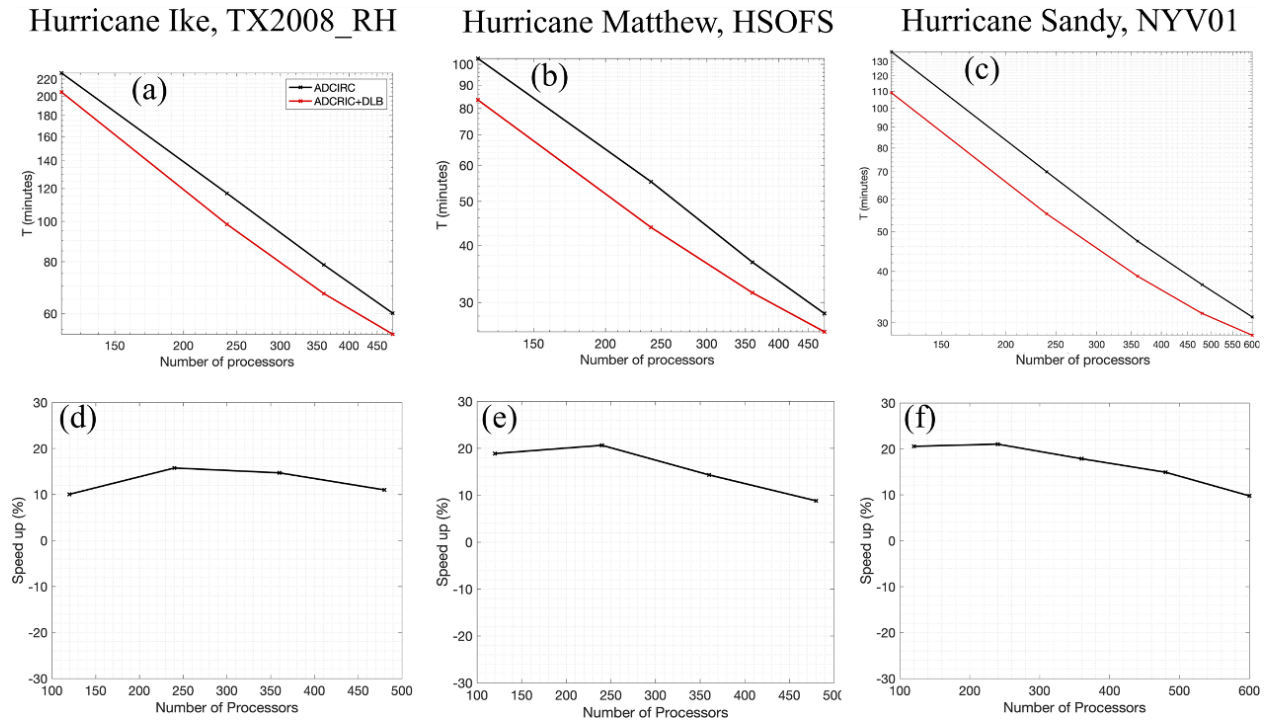 Hurricane Ike, TX2008_RH
Hurricane Matthew, HSOFS
Hurricane Sandy, NYV01
(a)
ADCIRC
ADCRIC+DLB
220
200
180
160
140
120
100
80
60
T (minutes)
150 200 250 300 350 400 450
Number of processors
(b)
100
90
80
70
60
50
40
30
T (minutes)
150 200 250 300 350 400 450
Number of processors
(c)
130
110
100
90
80
70
60
50
40
30
T (minutes)
150 200 250 300 350 400 450 500 550 600
Number of processors
(d)
30
20
10
0
-10
-20
-30
Speed up (%)
100 150 200 250 300 350 400 450 500
Number of Processors
(e)
30
20
10
0
-10
-20
-30
Speed up (%)
100 150 200 250 300 350 400 450 500
Number of Processors
(f)
30
20
10
0
-10
-20
-30
Speed up (%)
100 200 300 400 500 600
Number of Processors